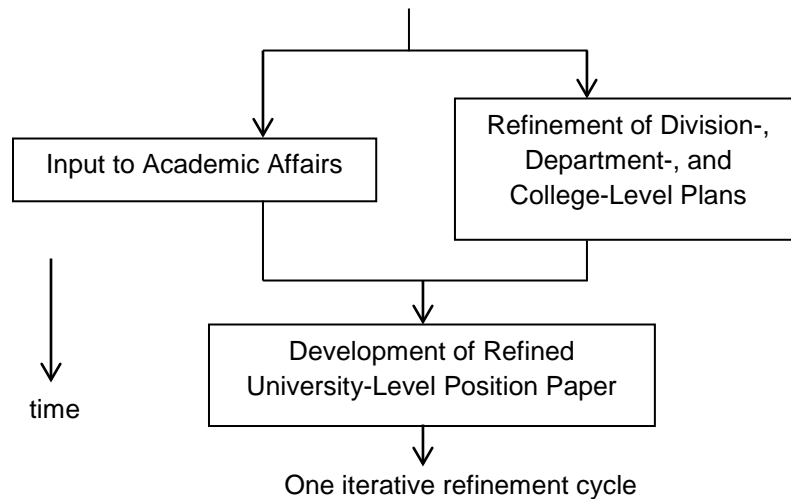 Input to Academic Affairs
Refinement of Division-,
Department-, and
College-Level Plans
Development of Refined
University-Level Position Paper
time
One iterative refinement cycle